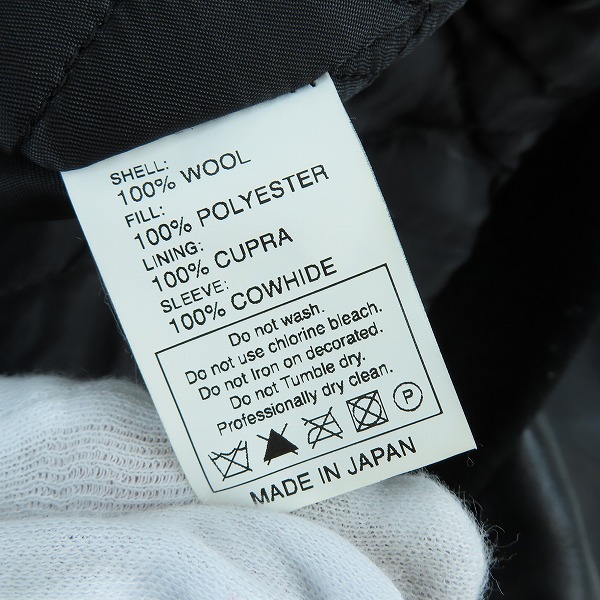 SHELL:
100% WOOL
FILL:
100% POLYESTER
LINING:
100% CUPRA
SLEEVE:
100% COWHIDE
Do not wash.
Do not use chlorine bleach.
Do not Iron on decorated.
Do not Tumble dry.
Professionally dry clean.
P
MADE IN JAPAN